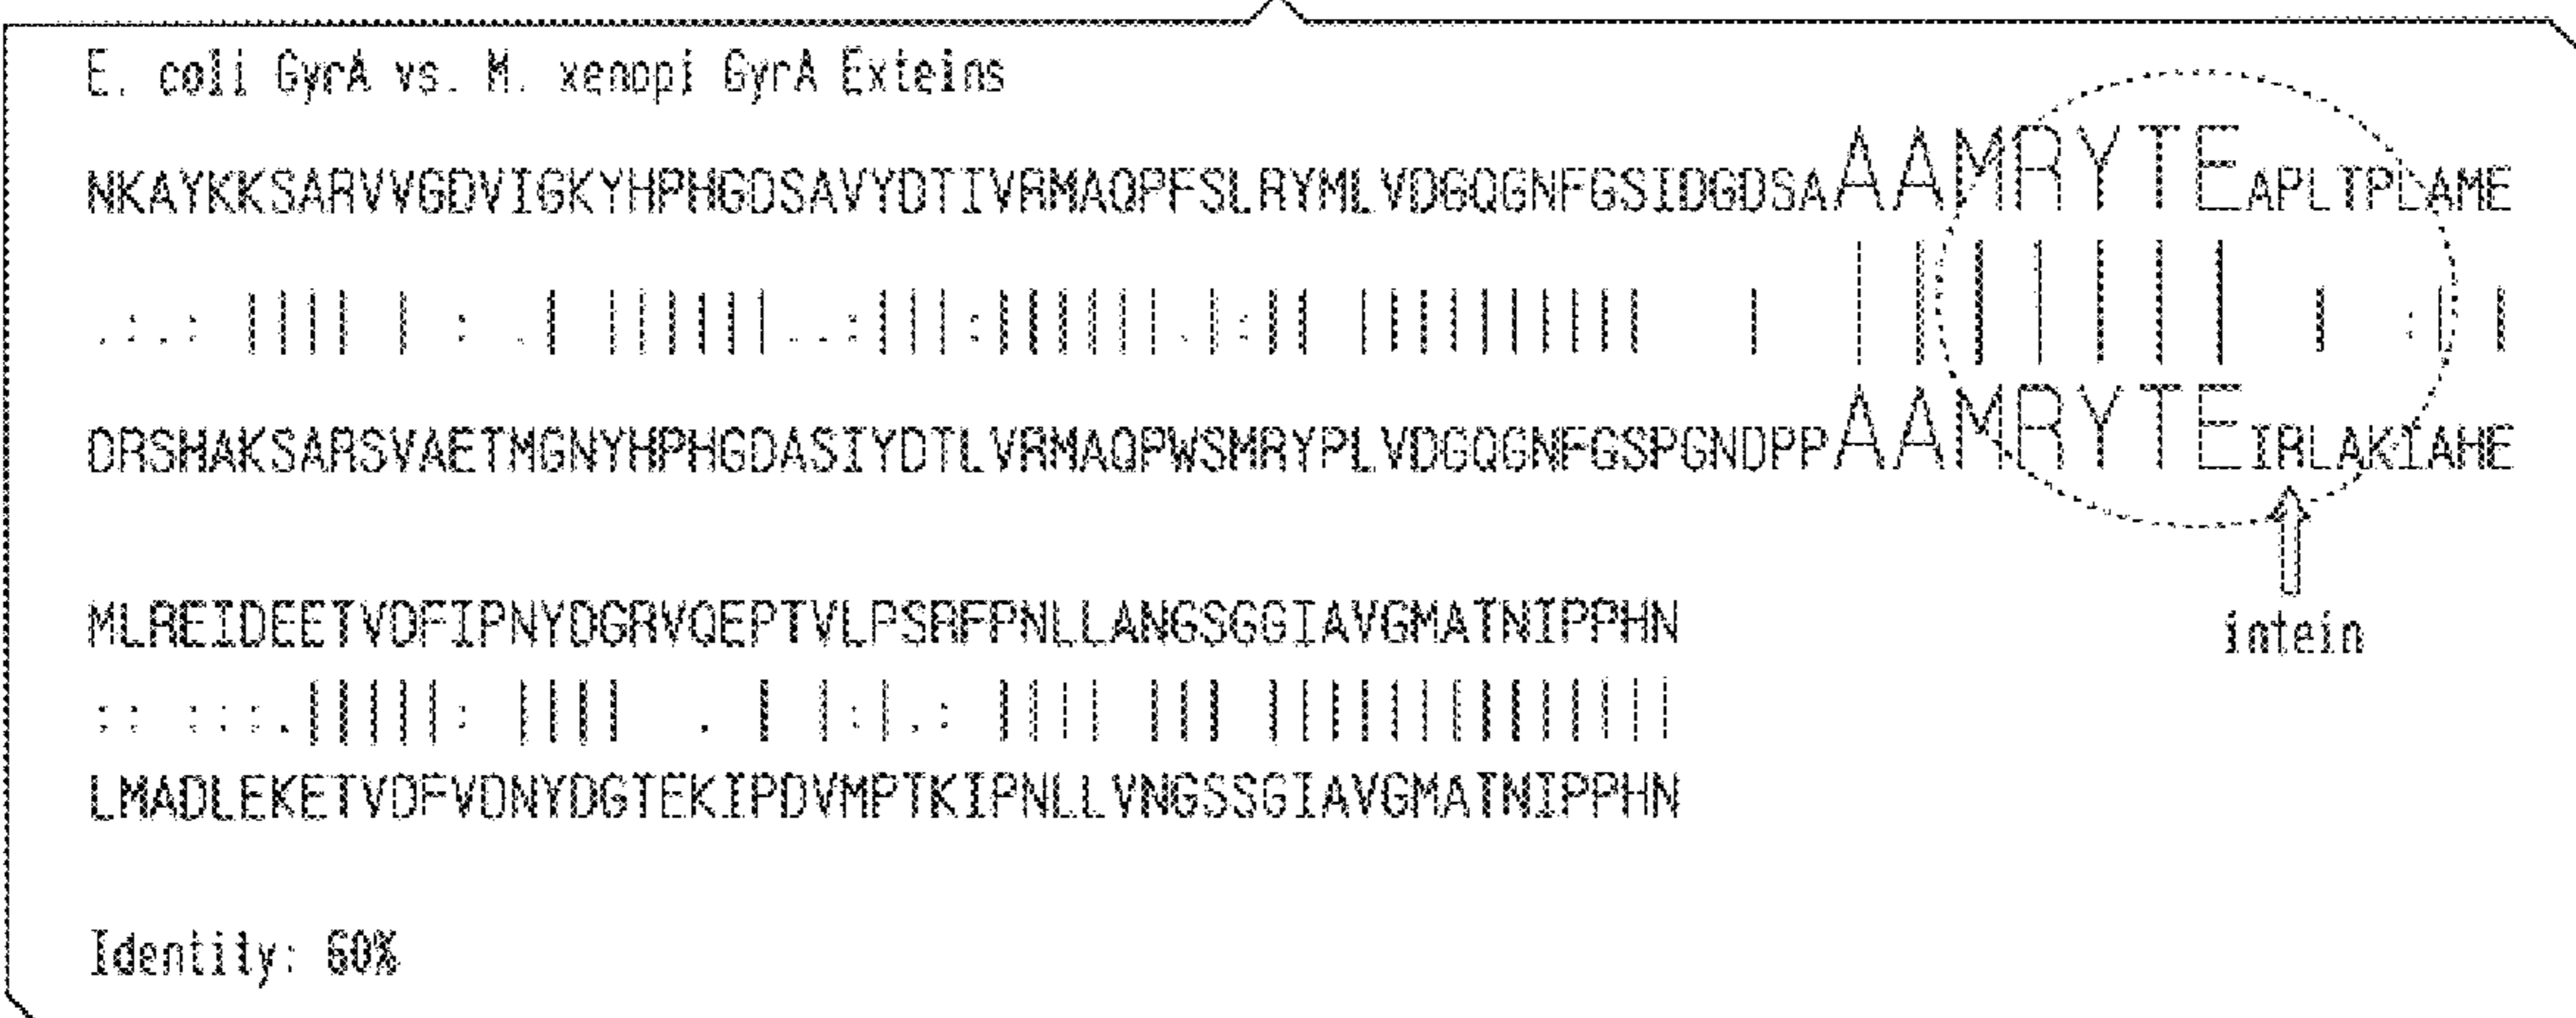 E. coli GyrA vs. M. xenopi GyrA Exteins
NKAYKKSARVVGDVIGKYHPHGDSAVYDTIVRMAQPFSLRYMLVDGQGNFGSIDGDSAAAMRYTEAPLTPLAME
.:.: |||| | : .| ||||||..:|||:||||||.|:|| ||||||||||   |  |||||||  |  :| |
DRSHAKSARSVAETMGNYHPHGDASIYDTLVRMAQPWSMRYPLVDGQGNFGSPGNDPPAAMRYTEIRLAKIAHE
MLREIDEETVDFIPNYDGRVQEPTVLPSRFPNLLANGSGGIAVGMATNIPPHN
intein
:: :::.|||||: ||||  . | |:|.: |||| ||| ||||||||||||||
LMADLEKETVDFVDNYDGTEKIPDVMPTKIPNLLVNGSSGIAVGMATNIPPHN
Identity: 60%